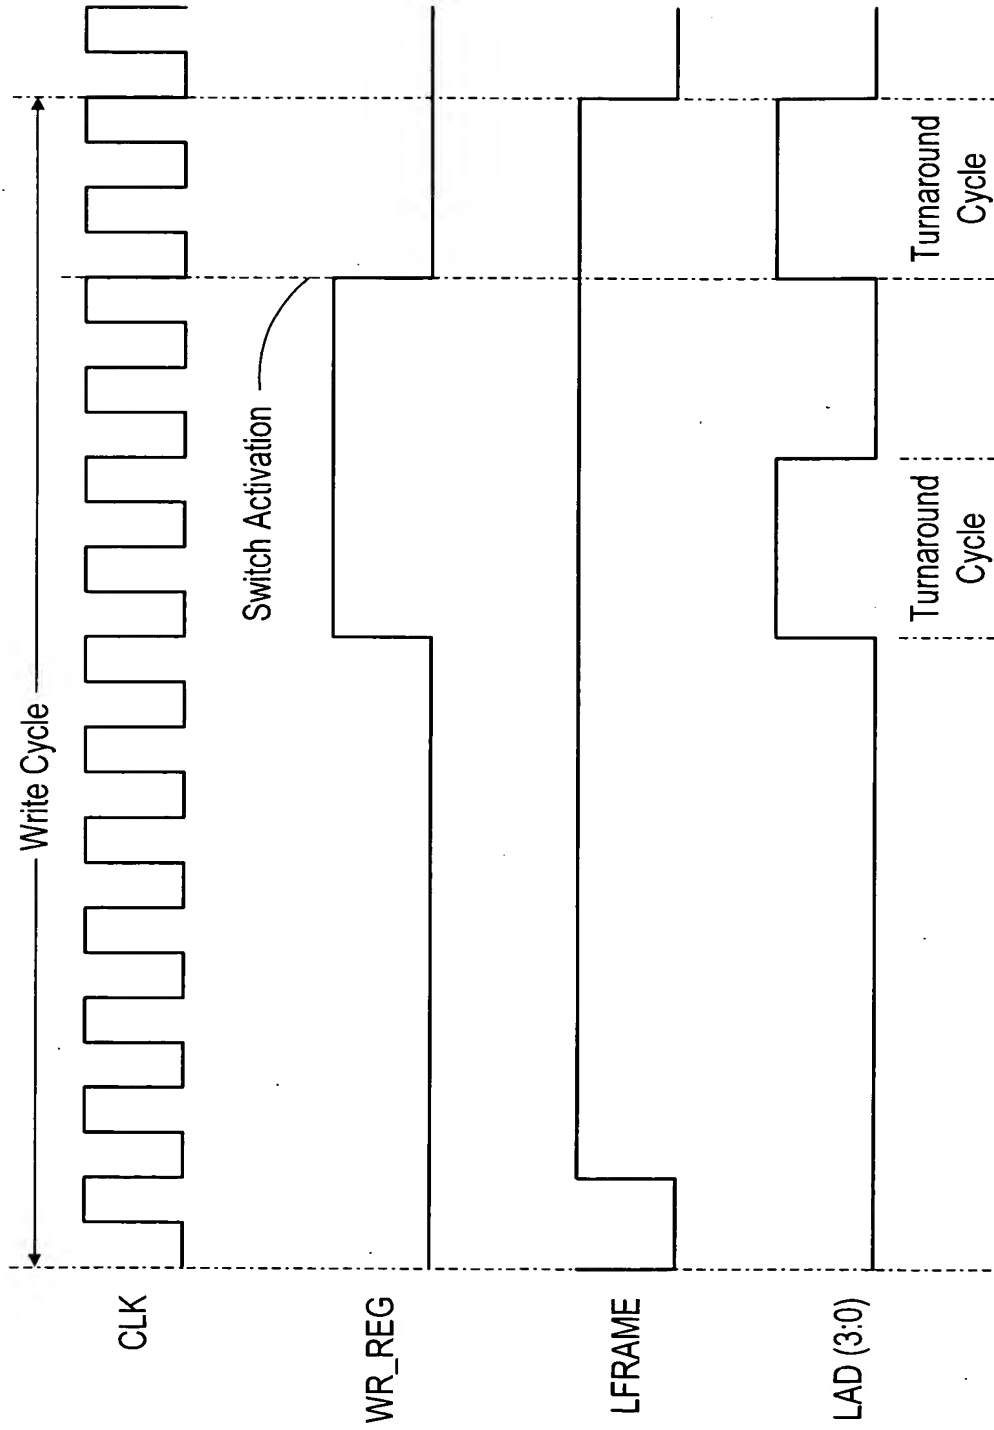 Write Cycle
CLK
Switch Activation
WR_REG
LFRAME
LAD (3:0)
Turnaround
Cycle
Turnaround
Cycle